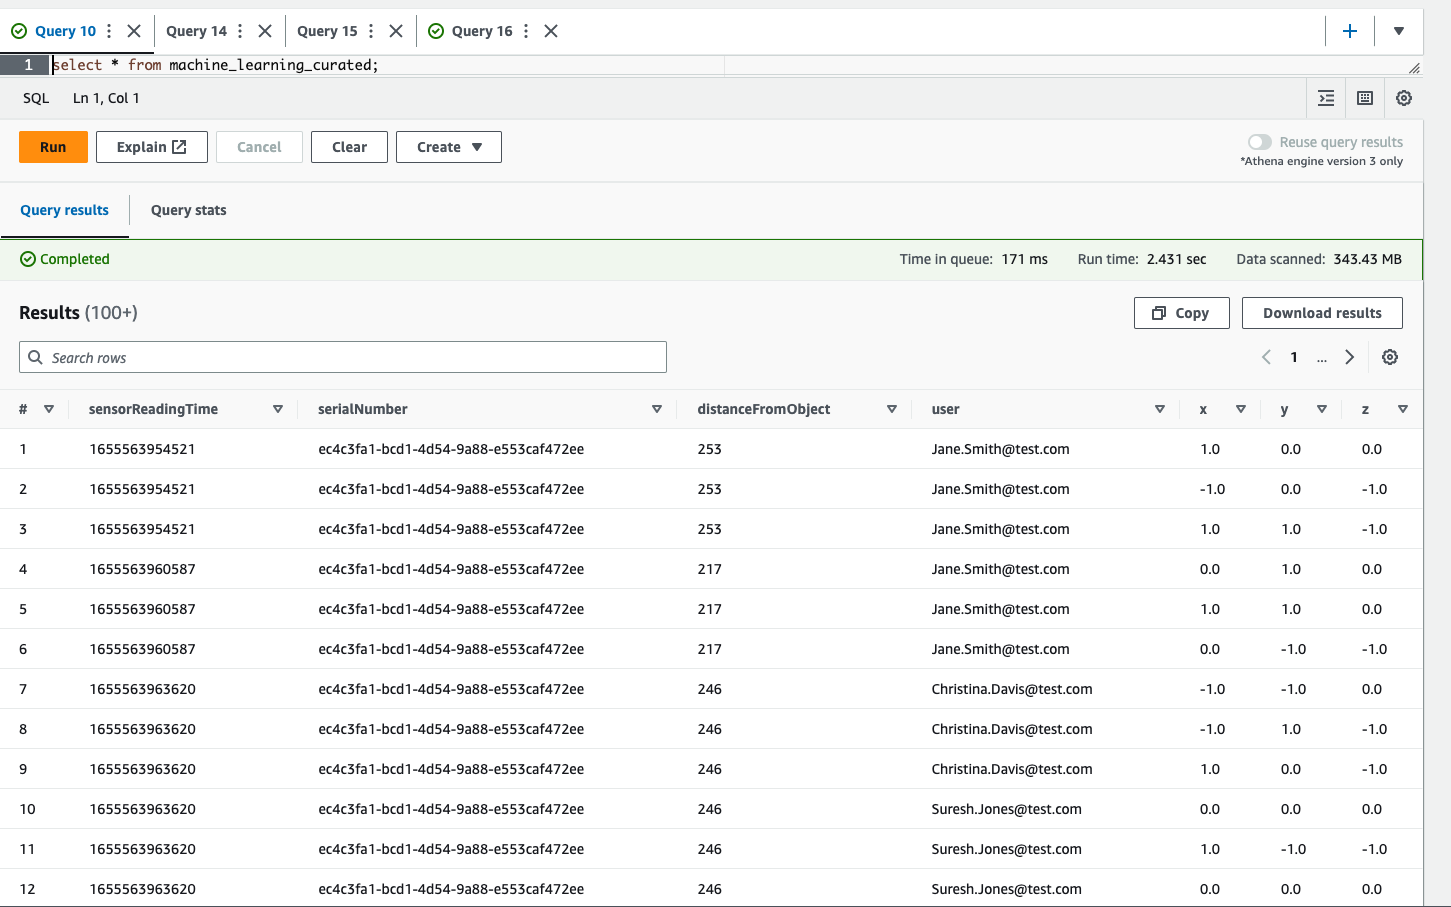 Query 10 Query 14 Query 15 Query 16
1 select * from machine_learning_curated;
SQL Ln 1, Col 1
Run Explain Cancel Clear Create Reuse query results
*Athena engine version 3 only
Query results Query stats
Completed Time in queue: 171 ms Run time: 2.431 sec Data scanned: 343.43 MB
Results (100+) Copy Download results
Search rows 1 ...
# sensorReadingTime serialNumber distanceFromObject user x y z
1 1655563954521 ec4c3fa1-bcd1-4d54-9a88-e553caf472ee 253 Jane.Smith@test.com 1.0 0.0 0.0
2 1655563954521 ec4c3fa1-bcd1-4d54-9a88-e553caf472ee 253 Jane.Smith@test.com -1.0 0.0 -1.0
3 1655563954521 ec4c3fa1-bcd1-4d54-9a88-e553caf472ee 253 Jane.Smith@test.com 1.0 1.0 -1.0
4 1655563960587 ec4c3fa1-bcd1-4d54-9a88-e553caf472ee 217 Jane.Smith@test.com 0.0 1.0 0.0
5 1655563960587 ec4c3fa1-bcd1-4d54-9a88-e553caf472ee 217 Jane.Smith@test.com 1.0 1.0 0.0
6 1655563960587 ec4c3fa1-bcd1-4d54-9a88-e553caf472ee 217 Jane.Smith@test.com 0.0 -1.0 -1.0
7 1655563963620 ec4c3fa1-bcd1-4d54-9a88-e553caf472ee 246 Christina.Davis@test.com -1.0 -1.0 0.0
8 1655563963620 ec4c3fa1-bcd1-4d54-9a88-e553caf472ee 246 Christina.Davis@test.com -1.0 1.0 -1.0
9 1655563963620 ec4c3fa1-bcd1-4d54-9a88-e553caf472ee 246 Christina.Davis@test.com 1.0 0.0 -1.0
10 1655563963620 ec4c3fa1-bcd1-4d54-9a88-e553caf472ee 246 Suresh.Jones@test.com 0.0 0.0 0.0
11 1655563963620 ec4c3fa1-bcd1-4d54-9a88-e553caf472ee 246 Suresh.Jones@test.com 1.0 -1.0 -1.0
12 1655563963620 ec4c3fa1-bcd1-4d54-9a88-e553caf472ee 246 Suresh.Jones@test.com 0.0 0.0 0.0